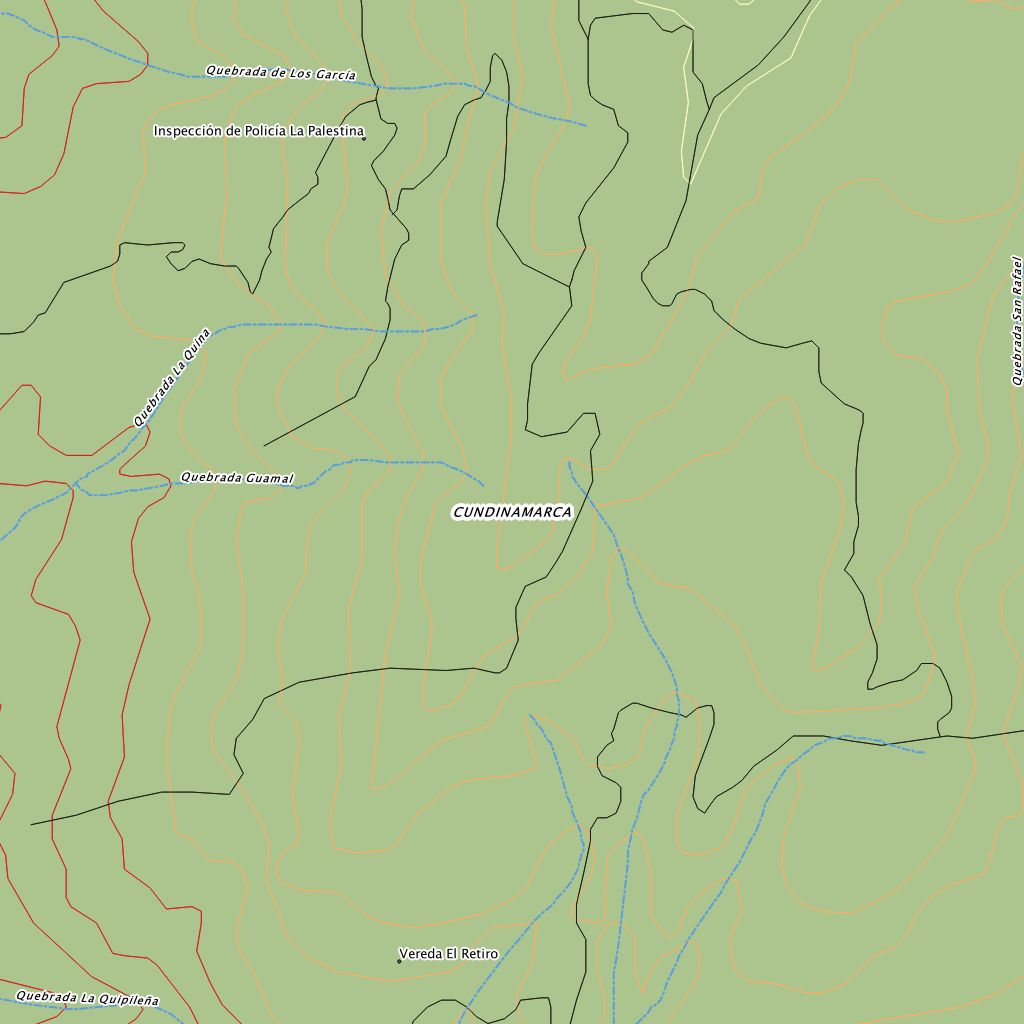 Quebrada de Los García
Inspección de Policía La Palestina
Quebrada San Rafael
Quebrada La Quina
Quebrada Guamal
CUNDINAMARCA
Vereda El Retiro
Quebrada La Quipileña